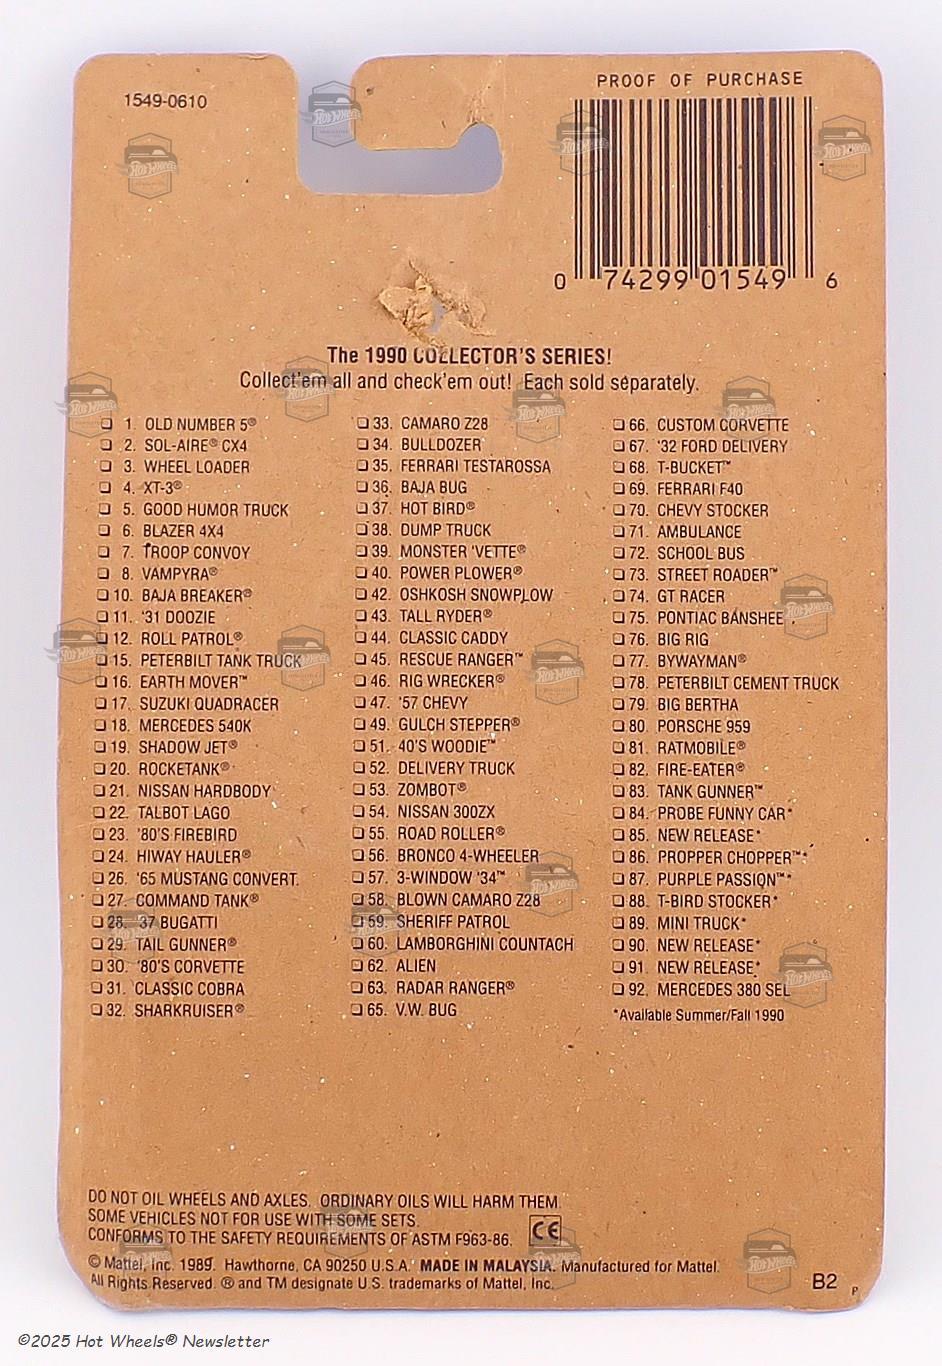 1549-0610
PROOF OF PURCHASE
0 74299 01549 6
The 1990 COLLECTOR'S SERIES!
Collect'em all and check'em out! Each sold separately.
❏ 1. OLD NUMBER 5®
❏ 2. SOL-AIRE® CX4
❏ 3. WHEEL LOADER
❏ 4. XT-3®
❏ 5. GOOD HUMOR TRUCK
❏ 6. BLAZER 4X4
❏ 7. TROOP CONVOY
❏ 8. VAMPYRA®
❏ 10. BAJA BREAKER®
❏ 11. '31 DOOZIE
❏ 12. ROLL PATROL®
❏ 15. PETERBILT TANK TRUCK
❏ 16. EARTH MOVER™
❏ 17. SUZUKI QUADRACER
❏ 18. MERCEDES 540K
❏ 19. SHADOW JET®
❏ 20. ROCKETANK®
❏ 21. NISSAN HARDBODY
❏ 22. TALBOT LAGO
❏ 23. '80'S FIREBIRD
❏ 24. HIWAY HAULER®
❏ 26. '65 MUSTANG CONVERT.
❏ 27. COMMAND TANK®
❏ 28. '37 BUGATTI
❏ 29. TAIL GUNNER®
❏ 30. '80'S CORVETTE
❏ 31. CLASSIC COBRA
❏ 32. SHARKRUISER®
❏ 33. CAMARO Z28
❏ 34. BULLDOZER
❏ 35. FERRARI TESTAROSSA
❏ 36. BAJA BUG
❏ 37. HOT BIRD®
❏ 38. DUMP TRUCK
❏ 39. MONSTER 'VETTE®
❏ 40. POWER PLOWER®
❏ 42. OSHKOSH SNOWPLOW
❏ 43. TALL RYDER®
❏ 44. CLASSIC CADDY
❏ 45. RESCUE RANGER™
❏ 46. RIG WRECKER®
❏ 47. '57 CHEVY
❏ 49. GULCH STEPPER®
❏ 51. 40'S WOODIE™
❏ 52. DELIVERY TRUCK
❏ 53. ZOMBOT®
❏ 54. NISSAN 300ZX
❏ 55. ROAD ROLLER®
❏ 56. BRONCO 4-WHEELER
❏ 57. 3-WINDOW '34™
❏ 58. BLOWN CAMARO Z28
❏ 59. SHERIFF PATROL
❏ 60. LAMBORGHINI COUNTACH
❏ 62. ALIEN
❏ 63. RADAR RANGER®
❏ 65. V.W. BUG
❏ 66. CUSTOM CORVETTE
❏ 67. '32 FORD DELIVERY
❏ 68. T-BUCKET™
❏ 69. FERRARI F40
❏ 70. CHEVY STOCKER
❏ 71. AMBULANCE
❏ 72. SCHOOL BUS
❏ 73. STREET ROADER™
❏ 74. GT RACER
❏ 75. PONTIAC BANSHEE
❏ 76. BIG RIG
❏ 77. BYWAYMAN®
❏ 78. PETERBILT CEMENT TRUCK
❏ 79. BIG BERTHA
❏ 80. PORSCHE 959
❏ 81. RATMOBILE®
❏ 82. FIRE-EATER®
❏ 83. TANK GUNNER™
❏ 84. PROBE FUNNY CAR*
❏ 85. NEW RELEASE*
❏ 86. PROPPER CHOPPER™*
❏ 87. PURPLE PASSION™*
❏ 88. T-BIRD STOCKER*
❏ 89. MINI TRUCK*
❏ 90. NEW RELEASE*
❏ 91. NEW RELEASE*
❏ 92. MERCEDES 380 SEL
*Available Summer/Fall 1990
DO NOT OIL WHEELS AND AXLES. ORDINARY OILS WILL HARM THEM.
SOME VEHICLES NOT FOR USE WITH SOME SETS.
CONFORMS TO THE SAFETY REQUIREMENTS OF ASTM F963-86. CE
© Mattel, Inc. 1989. Hawthorne, CA 90250 U.S.A. MADE IN MALAYSIA. Manufactured for Mattel.
All Rights Reserved. ® and TM designate U.S. trademarks of Mattel, Inc.
B2 P
©2025 Hot Wheels® Newsletter